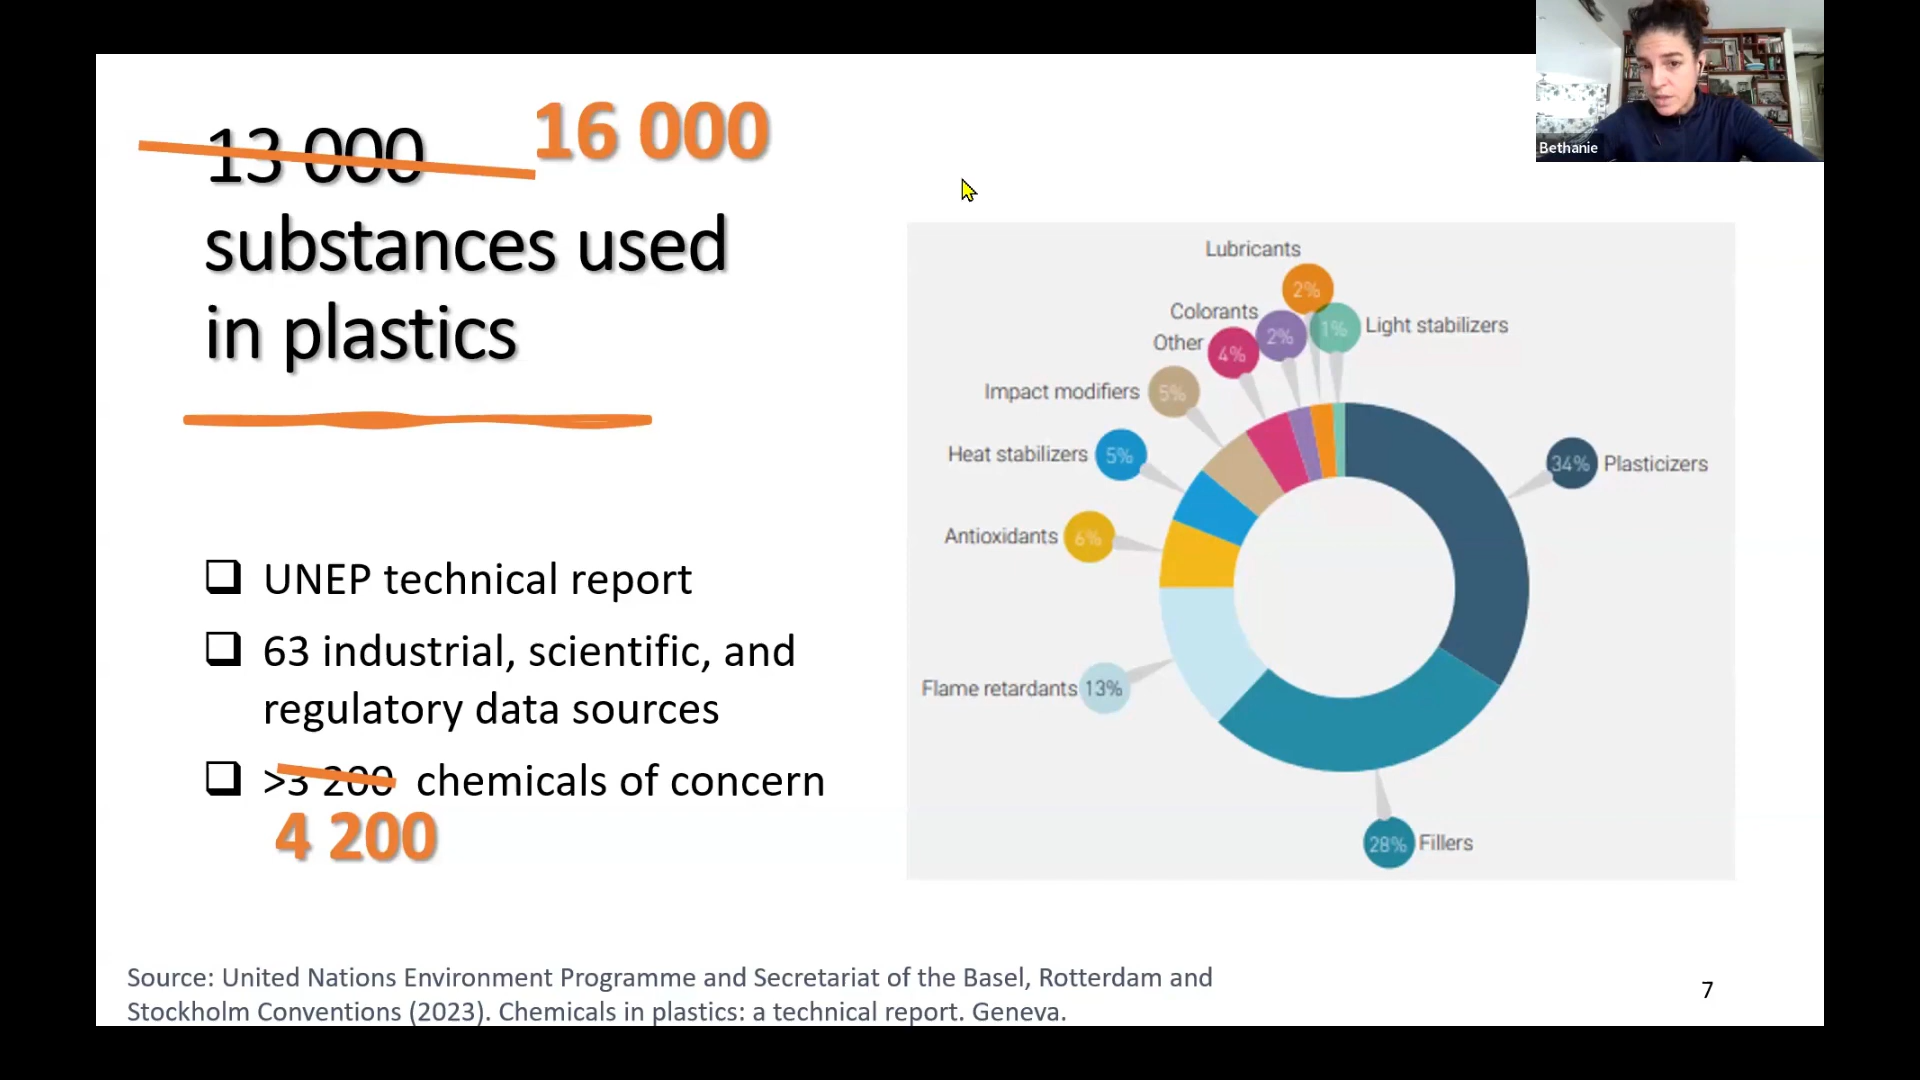 13 000 16 000
substances used
in plastics
UNEP technical report
63 industrial, scientific, and
regulatory data sources
>3 200 chemicals of concern
4 200
Source: United Nations Environment Programme and Secretariat of the Basel, Rotterdam and
Stockholm Conventions (2023). Chemicals in plastics: a technical report. Geneva.
Bethanie
Lubricants
2%
Colorants
2%
1%
Light stabilizers
Other
4%
Impact modifiers
5%
Heat stabilizers
5%
34%
Plasticizers
Antioxidants
6%
Flame retardants
13%
28%
Fillers
7